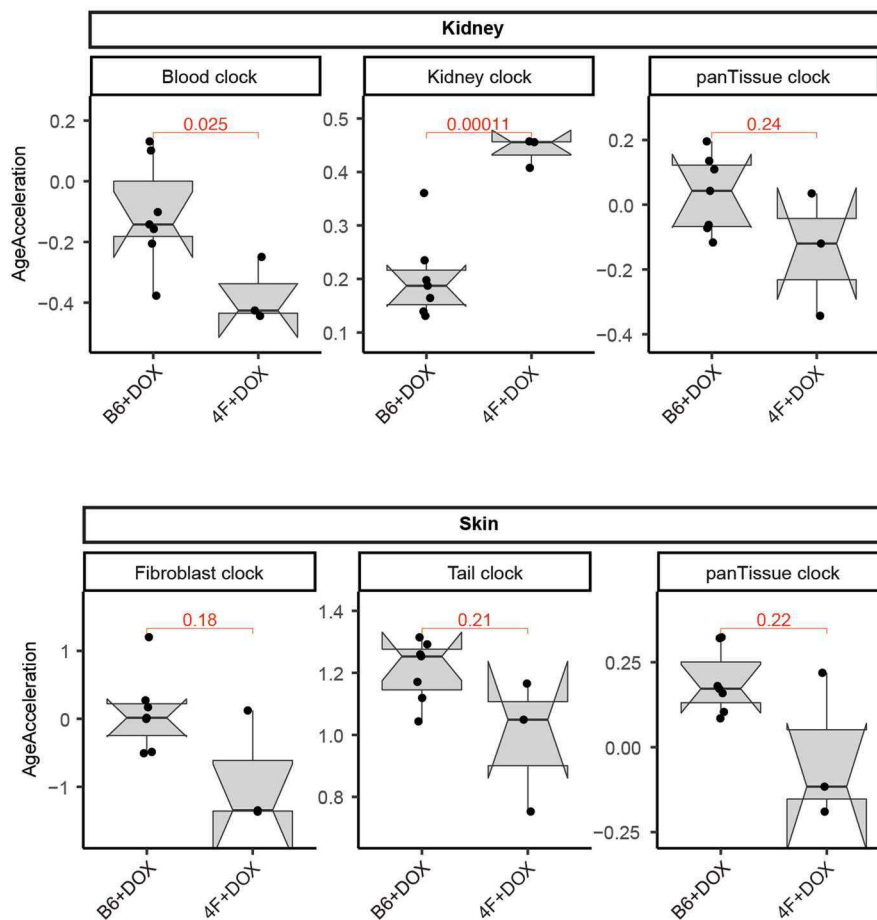 Kidney
Blood clock
Kidney clock
panTissue clock
AgeAcceleration
0.2
0.0
−0.2
−0.4
0.025
B6+DOX
4F+DOX
0.5
0.4
0.3
0.2
0.1
0.00011
B6+DOX
4F+DOX
0.2
0.0
−0.2
−0.4
0.24
B6+DOX
4F+DOX
Skin
Fibroblast clock
Tail clock
panTissue clock
AgeAcceleration
1
0
−1
0.18
B6+DOX
4F+DOX
1.4
1.2
1.0
0.8
0.21
B6+DOX
4F+DOX
0.25
0.00
−0.25
0.22
B6+DOX
4F+DOX